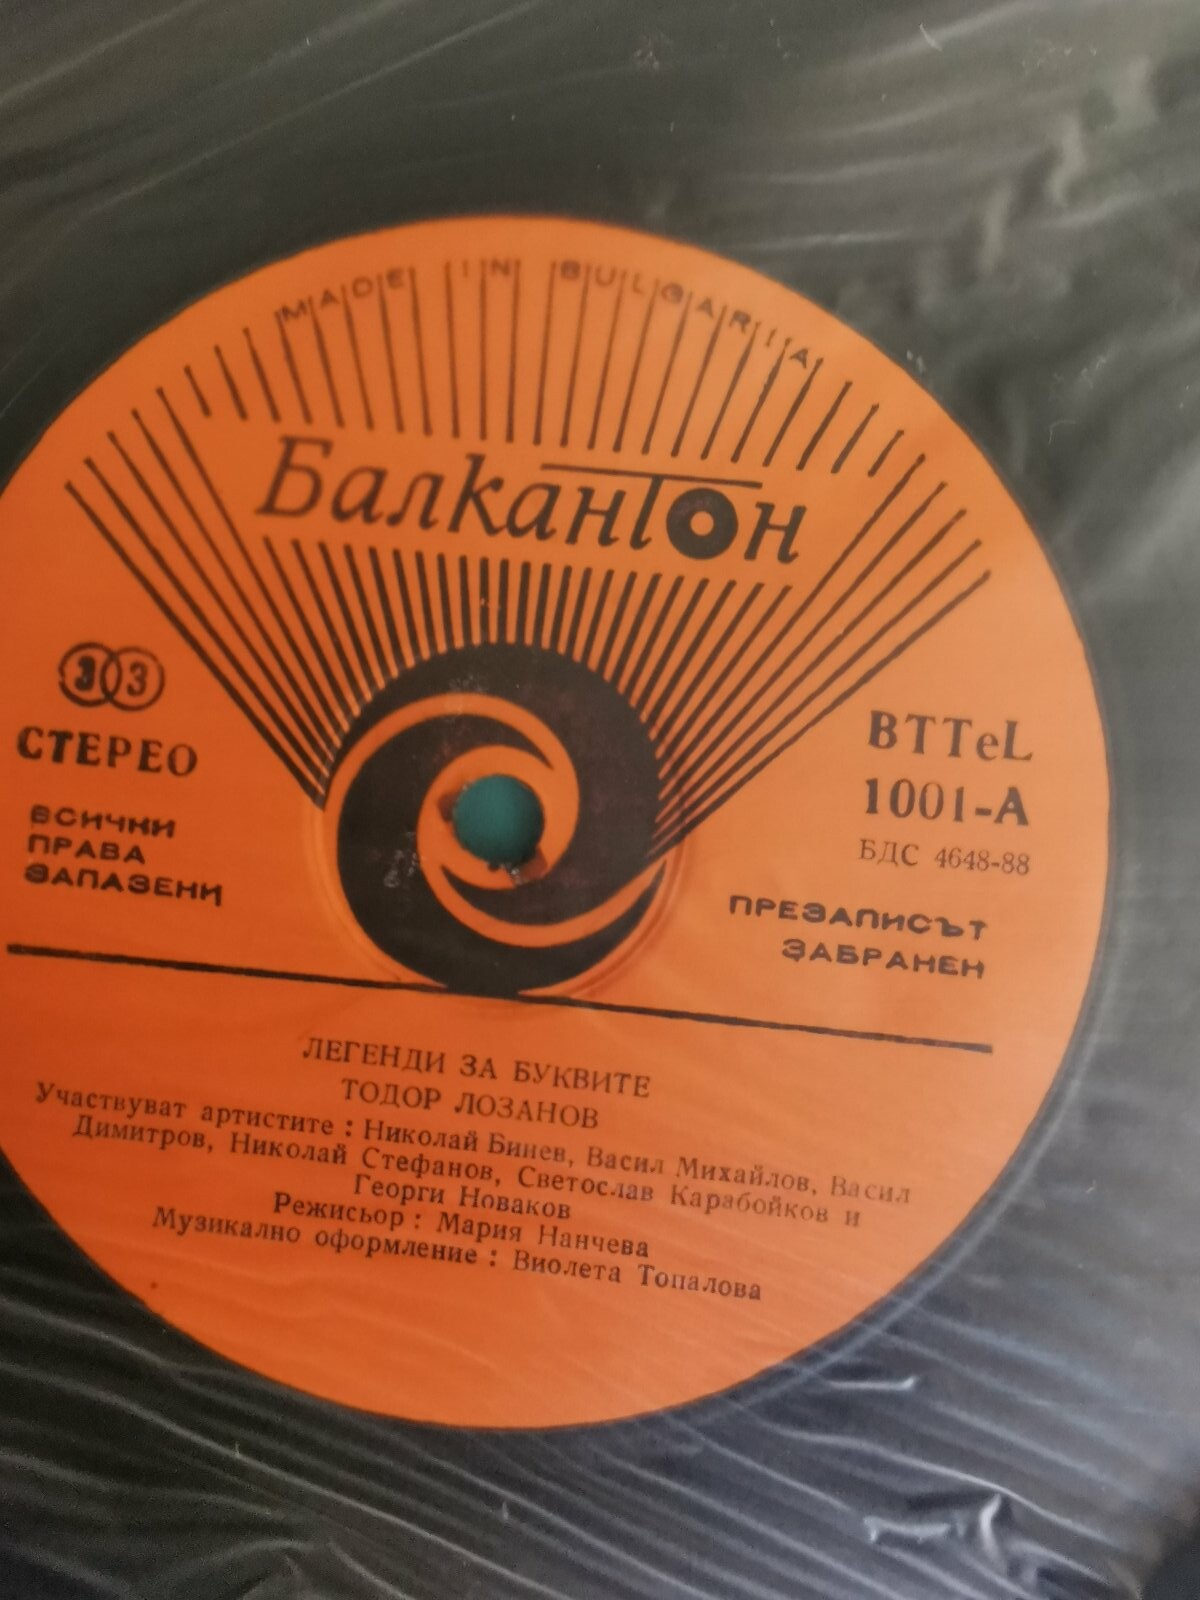 MADE IN BULGARIA
Балкантон
33
СТЕРЕО
ВСИЧКИ
ПРАВА
ЗАПАЗЕНИ
ВТТеL
1001-А
БДС 4648-88
ПРЕЗАПИСЪТ
ЗАБРАНЕН
ЛЕГЕНДИ ЗА БУКВИТЕ
ТОДОР ЛОЗАНОВ
Участвуват артистите : Николай Бинев, Васил Михайлов, Васил
Димитров, Николай Стефанов, Светослав Карабойков и
Георги Новаков
Режисьор : Мария Нанчева
Музикално оформление : Виолета Топалова